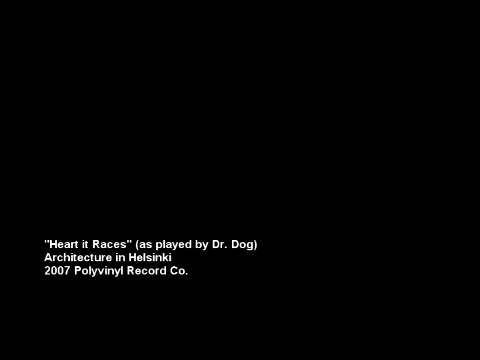 "Heart it Races" (as played by Dr. Dog)
Architecture in Helsinki
2007 Polyvinyl Record Co.